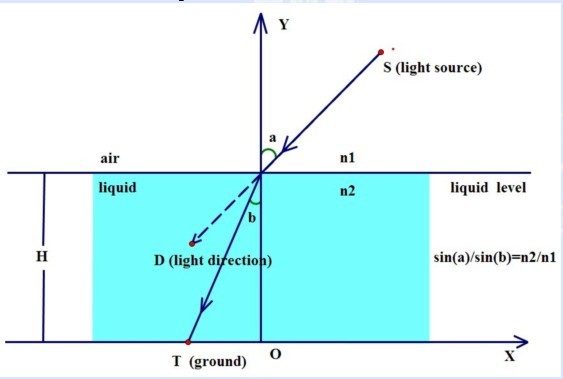 Y
S (light source)
a
air
n1
liquid
n2
liquid level
b
H
D (light direction)
sin(a)/sin(b)=n2/n1
T (ground)
O
X